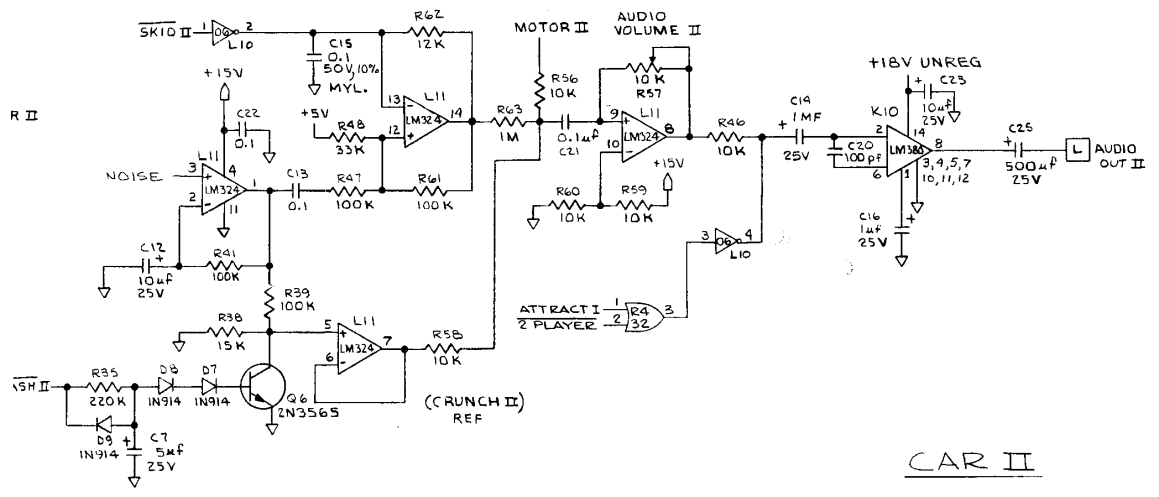 SKID II
1
06
2
L10
R62
12K
C15
0.1
50V, 10%
MYL.
MOTOR II
AUDIO
VOLUME II
10K
R57
+18V UNREG
C23
10µf
25V
R II
+15V
C22
0.1
L11
4
NOISE
3
+
LM324
1
2
-
11
C13
0.1
+5V
R48
33K
R47
100K
13
-
L11
LM324
14
12
+
R61
100K
R63
1M
R56
10K
0.1µf
C21
9
+
L11
LM324
8
10
-
+15V
R60
10K
R59
10K
R46
10K
C14
1MF
25V
C20
100pf
K10
2
14
LM380
8
6
1
3,4,5,7
10,11,12
C16
1µf
25V
C25
500µf
25V
L
AUDIO
OUT II
3
06
4
L10
C12
10µf
25V
R41
100K
R39
100K
R38
15K
5
+
L11
LM324
7
6
-
R58
10K
ATTRACT I
1
2 PLAYER
2
R4
32
3
ASH II
R35
220K
D8
1N914
D7
1N914
D9
1N914
C7
5µf
25V
Q6
2N3565
(CRUNCH II)
REF
CAR II